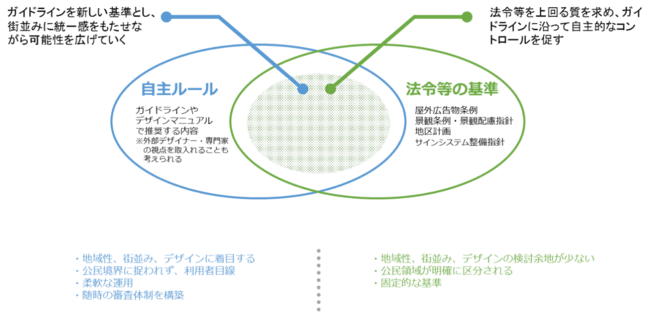 ガイドラインを新しい基準とし、
街並みに統一感をもたせな
がら可能性を広げていく
法令等を上回る質を求め、ガイ
ドラインに沿って自主的なコン
トロールを促す
自主ルール
ガイドラインや
デザインマニュアル
で推奨する内容
※外部デザイナー・専門家
の視点を取入れることも
考えられる
法令等の基準
屋外広告物条例
景観条例・景観配慮指針
地区計画
サインシステム整備指針
・地域性、街並み、デザインに着目する
・公民境界に捉われず、利用者目線
・柔軟な運用
・随時の審査体制を構築
・地域性、街並み、デザインの検討余地が少ない
・公民領域が明確に区分される
・固定的な基準